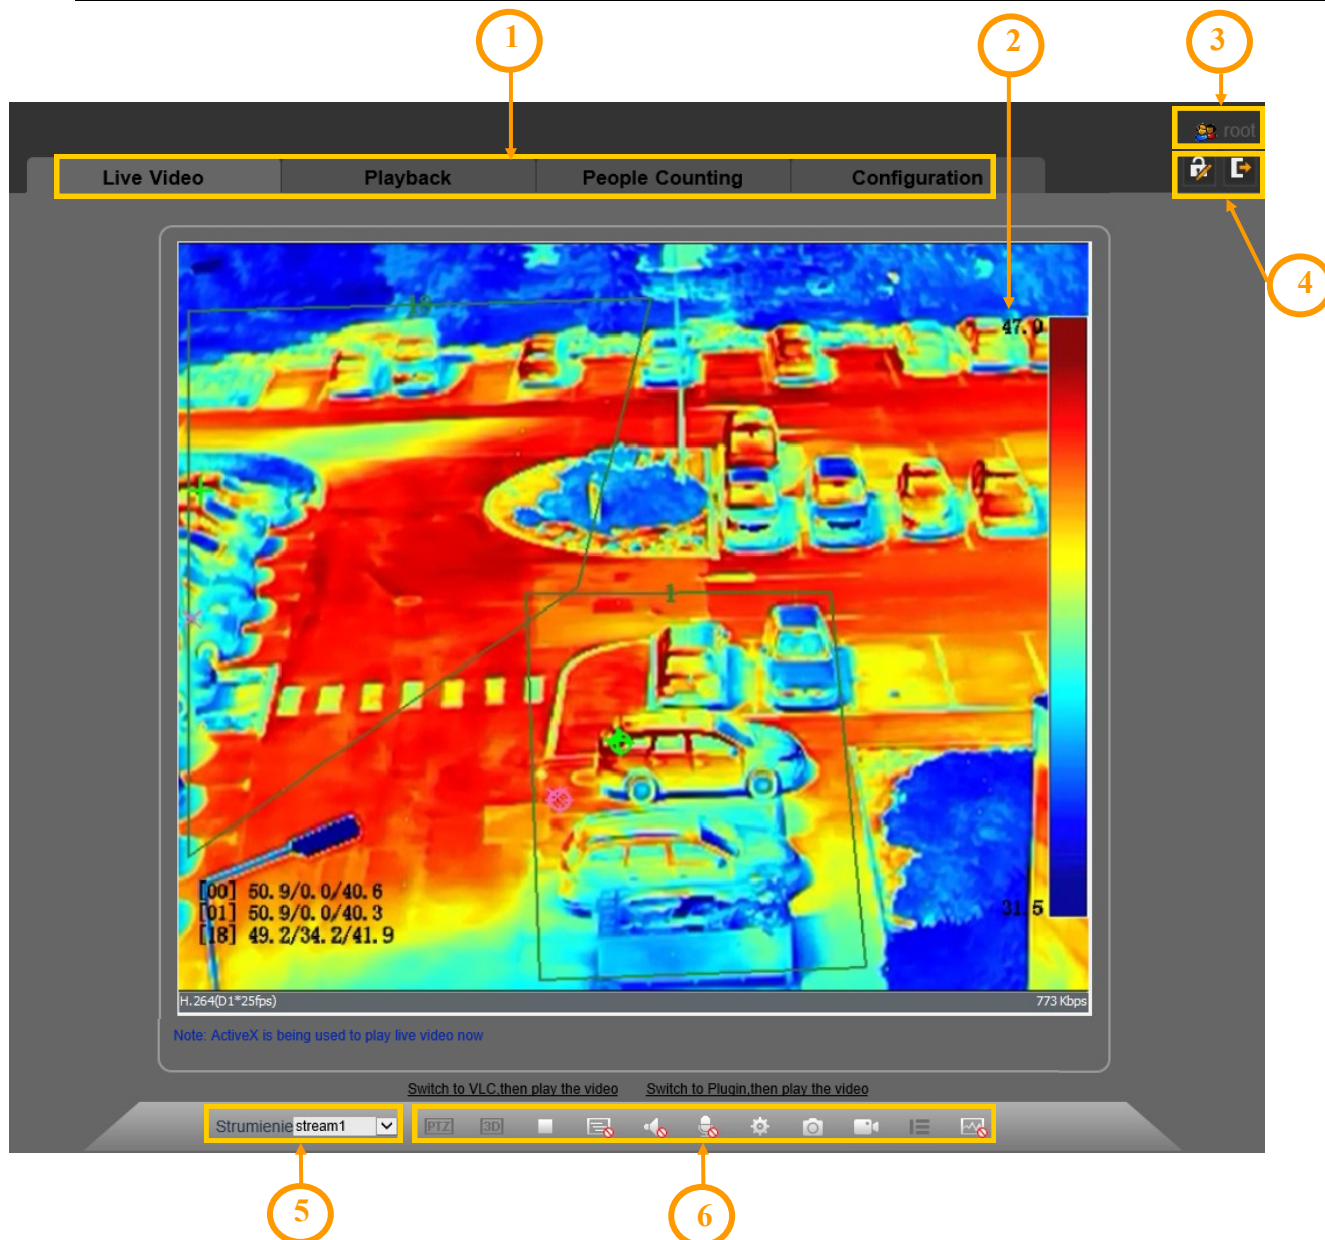 1
2
3
root
Live Video
Playback
People Counting
Configuration
4
18
47.0
1
[00] 50.9/0.0/40.6
[01] 50.9/0.0/40.3
[18] 49.2/34.2/41.9
31.5
H.264(D1*25fps)
773 Kbps
Note: ActiveX is being used to play live video now
Switch to VLC,then play the video
Switch to Plugin,then play the video
Strumienie
stream1
PTZ
3D
5
6